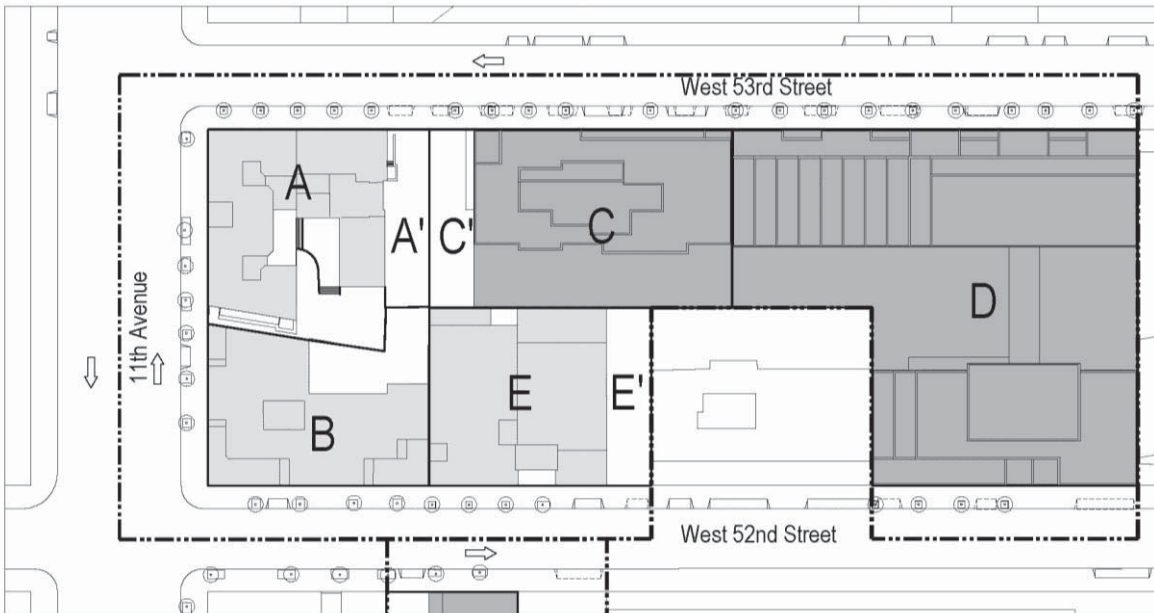 West 53rd Street
A
A'
C'
C
D
11th Avenue
B
E
E'
West 52nd Street